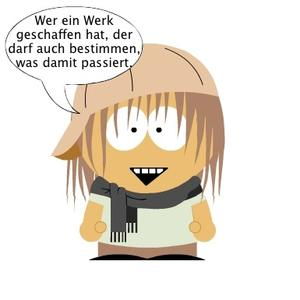 Wer ein Werk
geschaffen hat, der
darf auch bestimmen,
was damit passiert.